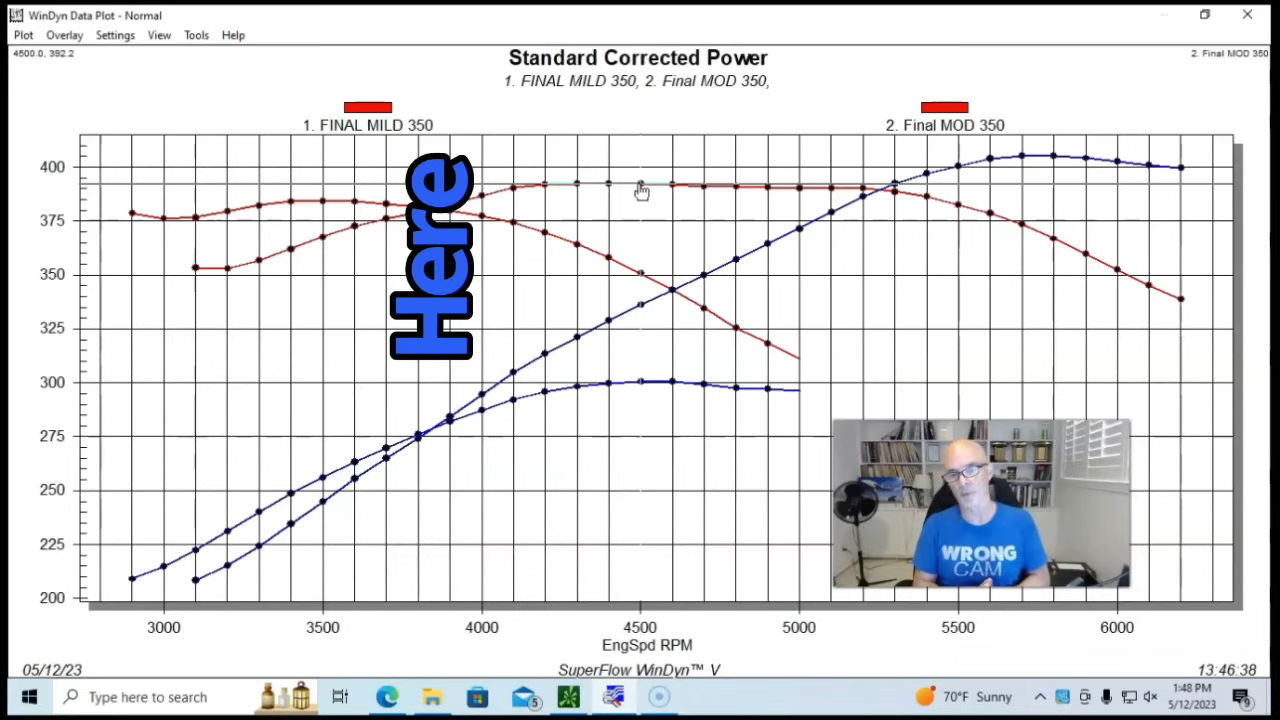 WinDyn Data Plot - Normal
Plot Overlay Settings View Tools Help
4500.0, 392.2
2. Final MOD 350
Standard Corrected Power
1. FINAL MILD 350, 2. Final MOD 350,
1. FINAL MILD 350
2. Final MOD 350
Here
400
375
350
325
300
275
250
225
200
WRONG
CAM
3000 3500 4000 4500 5000 5500 6000
EngSpd RPM
05/12/23
SuperFlow WinDyn™ V
13:46:38
Type here to search
5
70°F Sunny
1:48 PM
5/12/2023
9